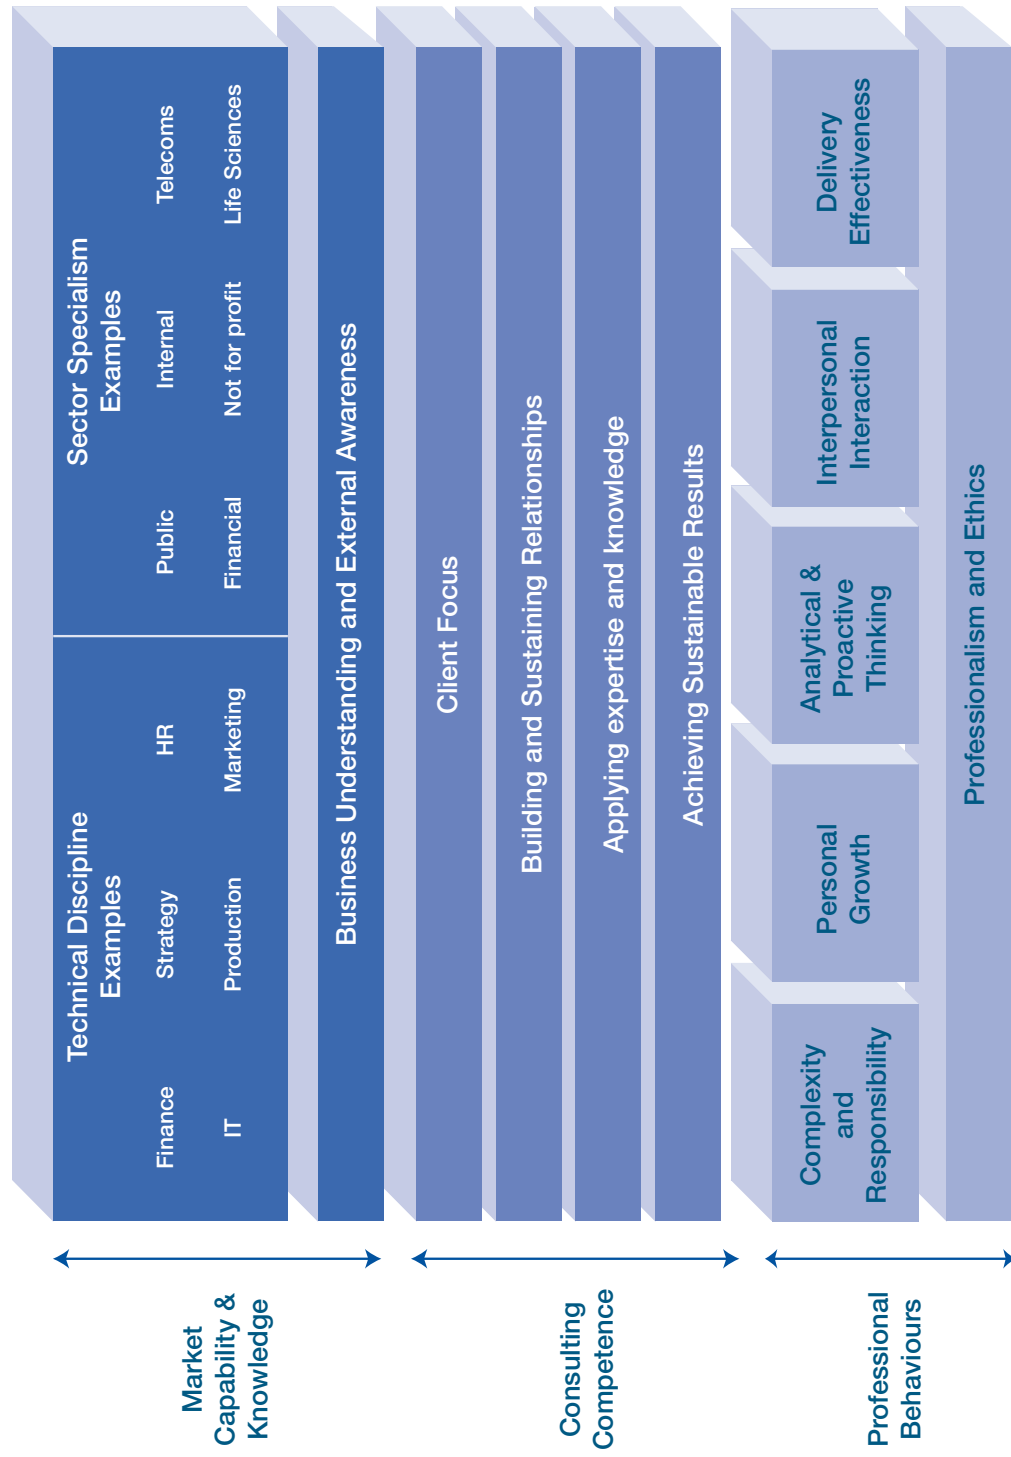 Market
Capability &
Knowledge
Technical Discipline
Examples
Finance
Strategy
HR
IT
Production
Marketing
Sector Specialism
Examples
Public
Internal
Telecoms
Financial
Not for profit
Life Sciences
Business Understanding and External Awareness
Consulting
Competence
Client Focus
Building and Sustaining Relationships
Applying expertise and knowledge
Achieving Sustainable Results
Professional
Behaviours
Complexity
and
Responsibility
Personal
Growth
Analytical &
Proactive
Thinking
Interpersonal
Interaction
Delivery
Effectiveness
Professionalism and Ethics